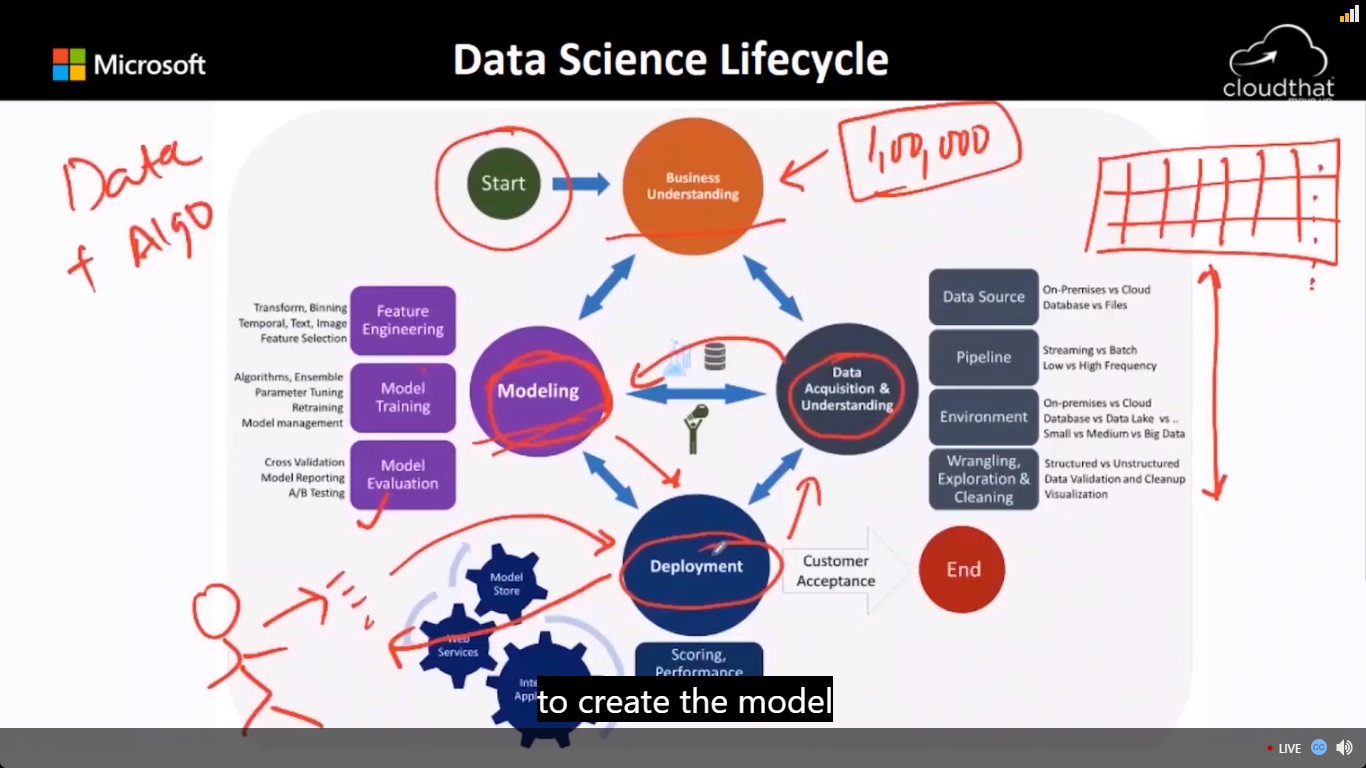 Microsoft
Data Science Lifecycle
cloudthat
Data
+ Algo
Start
Business
Understanding
1,00,000
Transform, Binning
Temporal, Text, Image
Feature Selection
Feature
Engineering
Algorithms, Ensemble
Parameter Tuning
Retraining
Model management
Model
Training
Cross Validation
Model Reporting
A/B Testing
Model
Evaluation
Modeling
Data
Acquisition &
Understanding
Data Source
On-Premises vs Cloud
Database vs Files
Pipeline
Streaming vs Batch
Low vs High Frequency
Environment
On-premises vs Cloud
Database vs Data Lake vs ..
Small vs Medium vs Big Data
Wrangling,
Exploration &
Cleaning
Structured vs Unstructured
Data Validation and Cleanup
Visualization
Deployment
Customer
Acceptance
End
Model
Store
Web
Services
Scoring,
Performance
to create the model
LIVE
CC